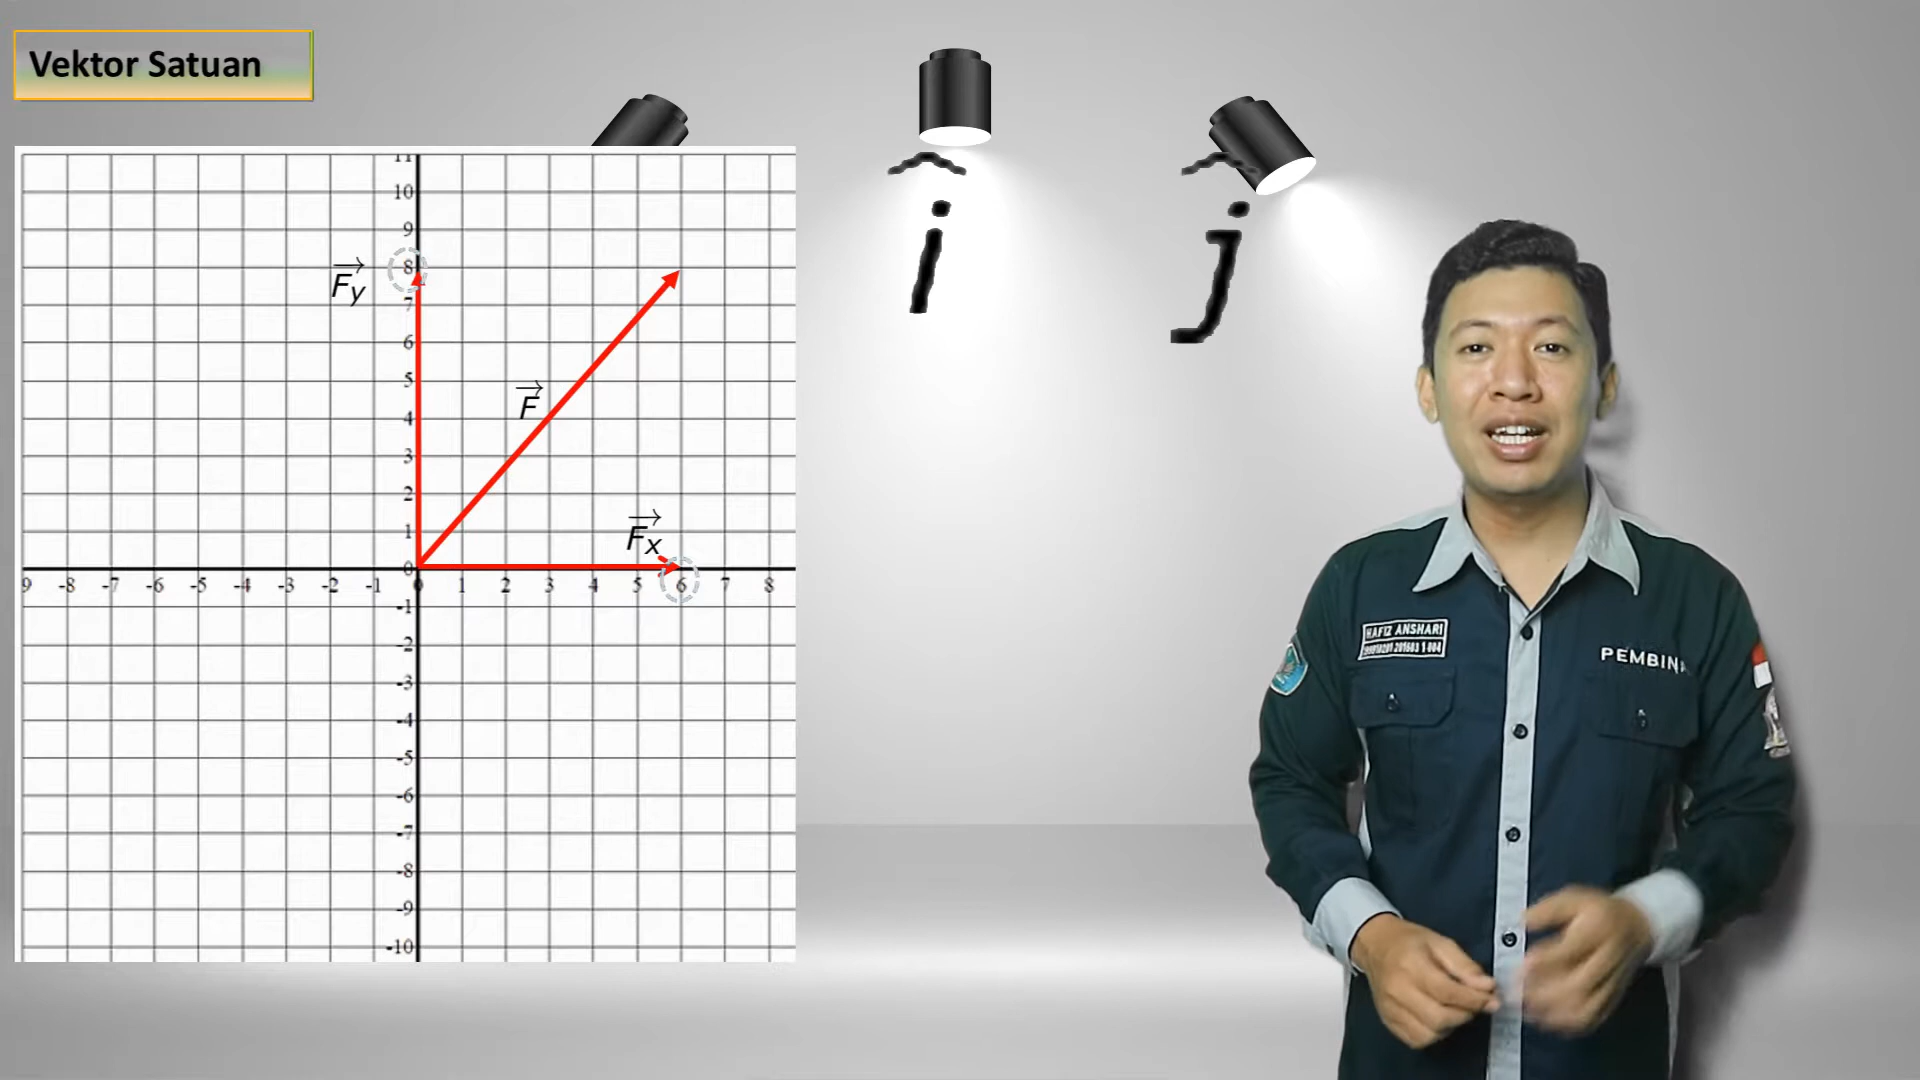 Vektor Satuan
î
ĵ
11
10
9
8
7
6
5
4
3
2
1
0
F⃗y
F⃗
F⃗x
9 -8 -7 -6 -5 -4 -3 -2 -1 0 1 2 3 4 5 6 7 8
-1
-2
-3
-4
-5
-6
-7
-8
-9
-10
HAFIZ ANSHARI
PEMBINA